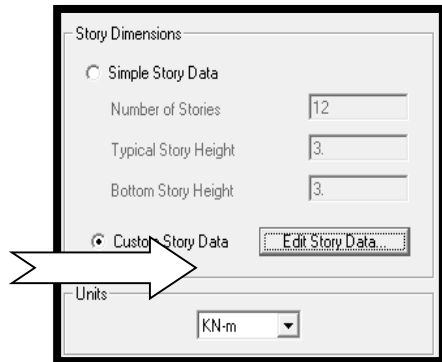 Story Dimensions
Simple Story Data
Number of Stories 12
Typical Story Height 3.
Bottom Story Height 3.
Custom Story Data Edit Story Data...
Units
KN-m